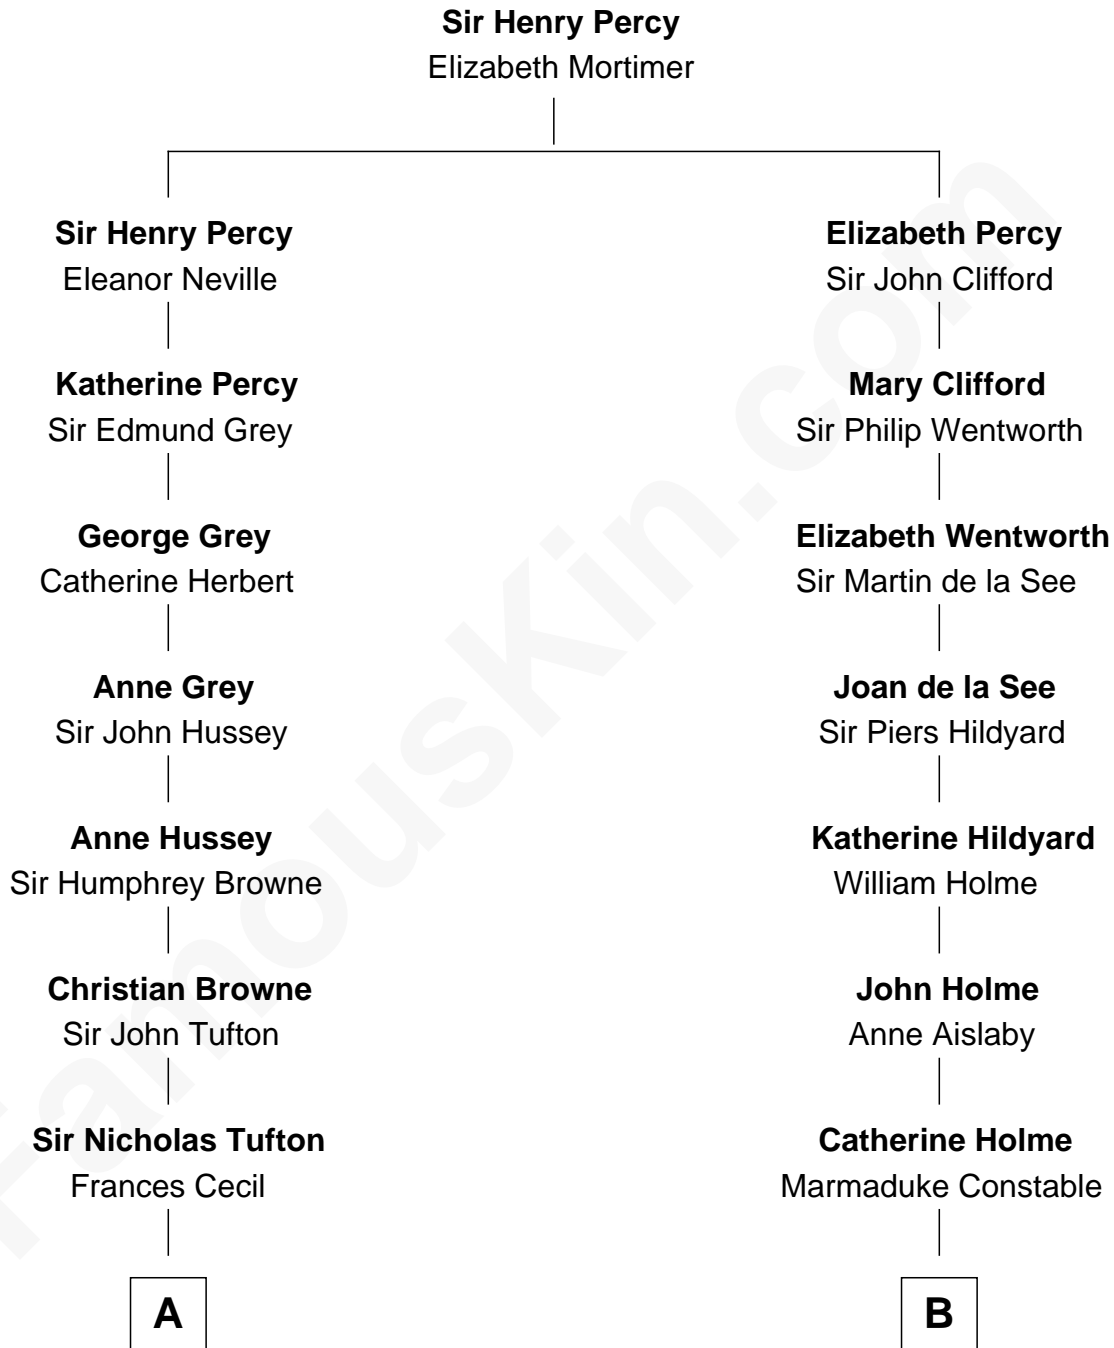 Sir Henry Percy
Elizabeth Mortimer
Sir Henry Percy
Eleanor Neville
Elizabeth Percy
Sir John Clifford
Katherine Percy
Sir Edmund Grey
Mary Clifford
Sir Philip Wentworth
George Grey
Catherine Herbert
Elizabeth Wentworth
Sir Martin de la See
Anne Grey
Sir John Hussey
Joan de la See
Sir Piers Hildyard
Anne Hussey
Sir Humphrey Browne
Katherine Hildyard
William Holme
Christian Browne
Sir John Tufton
John Holme
Anne Aislaby
Sir Nicholas Tufton
Frances Cecil
Catherine Holme
Marmaduke Constable
A
B
FamousKin.com